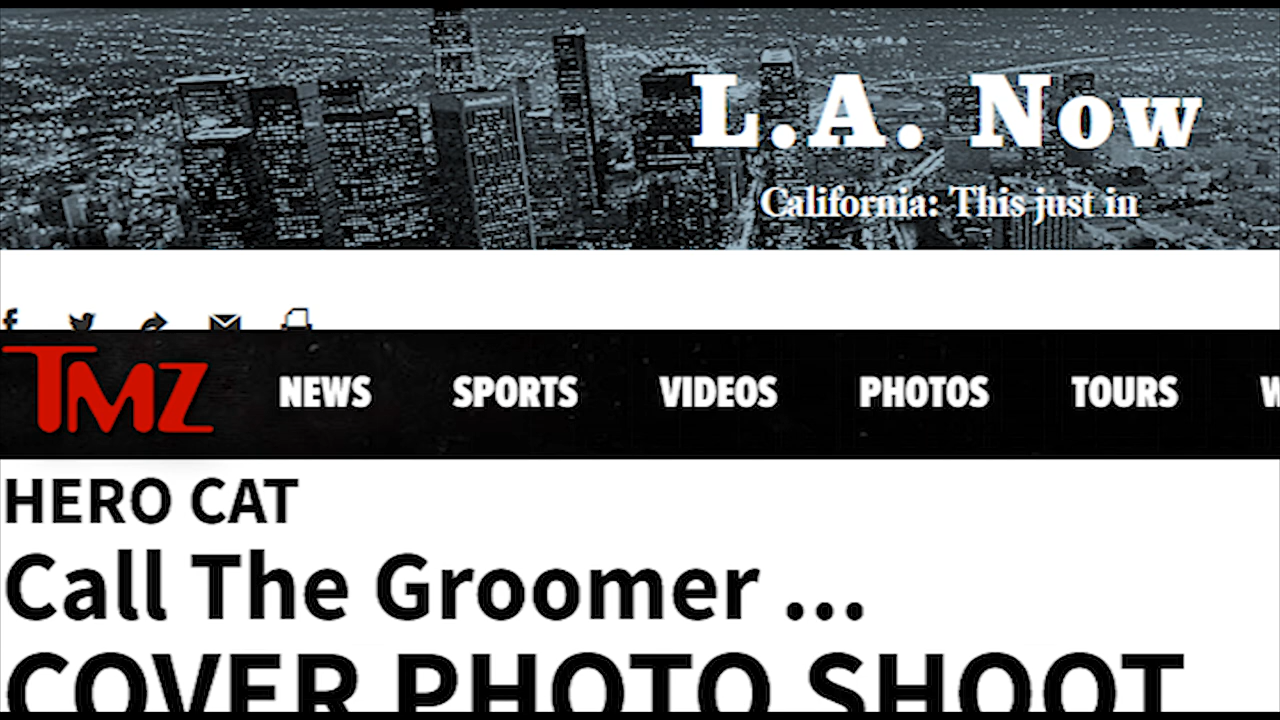 L.A. Now
California: This just in
TMZ NEWS SPORTS VIDEOS PHOTOS TOURS
HERO CAT
Call The Groomer ...
COVER PHOTO SHOOT